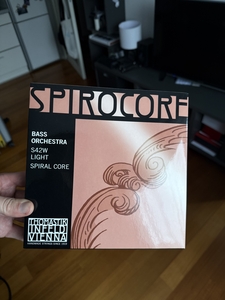 SPIROCORE
BASS
ORCHESTRA
S42W
LIGHT
SPIRAL CORE
THOMASTIK
INFELD
VIENNA